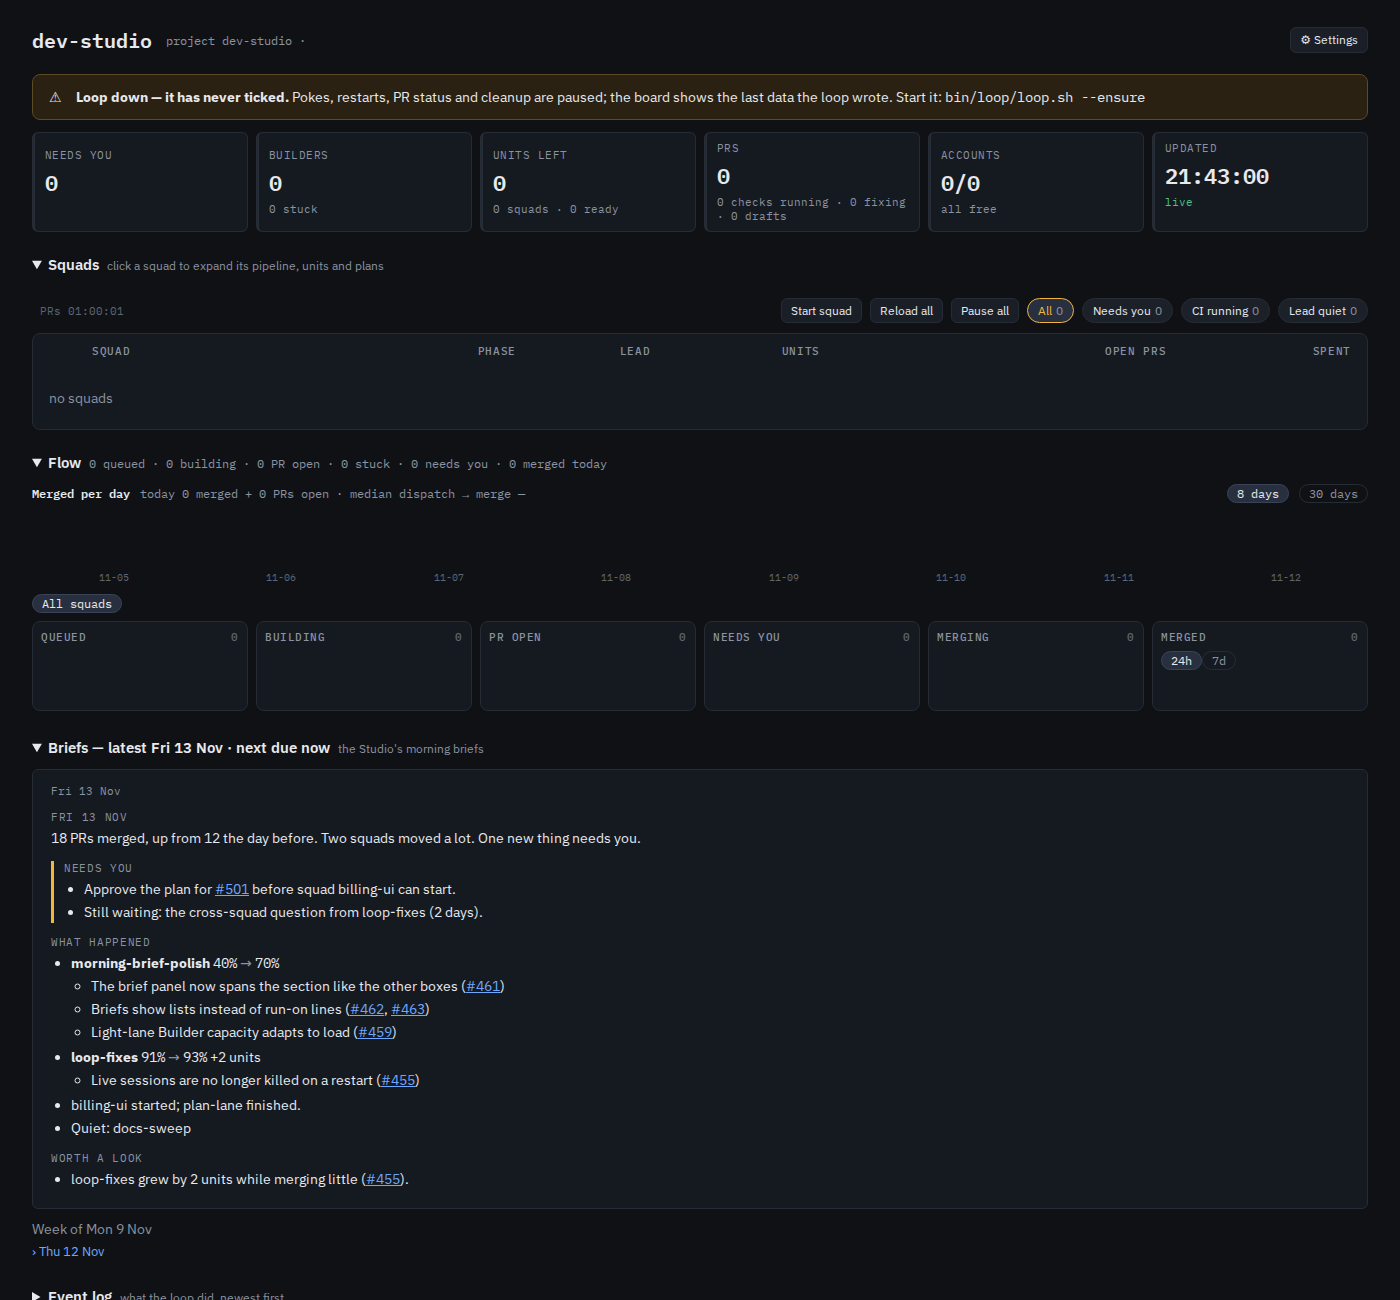 dev-studio project dev-studio ·
⚙ Settings
⚠ Loop down — it has never ticked. Pokes, restarts, PR status and cleanup are paused; the board shows the last data the loop wrote. Start it: bin/loop/loop.sh --ensure
NEEDS YOU
0
BUILDERS
0
0 stuck
UNITS LEFT
0
0 squads · 0 ready
PRS
0
0 checks running · 0 fixing
· 0 drafts
ACCOUNTS
0/0
all free
UPDATED
21:43:00
live
▼ Squads click a squad to expand its pipeline, units and plans
PRs 01:00:01
Start squad Reload all Pause all All 0 Needs you 0 CI running 0 Lead quiet 0
SQUAD PHASE LEAD UNITS OPEN PRS SPENT
no squads
▼ Flow 0 queued · 0 building · 0 PR open · 0 stuck · 0 needs you · 0 merged today
Merged per day today 0 merged + 0 PRs open · median dispatch → merge —
8 days 30 days
11-05 11-06 11-07 11-08 11-09 11-10 11-11 11-12
All squads
QUEUED 0
BUILDING 0
PR OPEN 0
NEEDS YOU 0
MERGING 0
MERGED 0
24h 7d
▼ Briefs — latest Fri 13 Nov · next due now the Studio's morning briefs
Fri 13 Nov
FRI 13 NOV
18 PRs merged, up from 12 the day before. Two squads moved a lot. One new thing needs you.
NEEDS YOU
• Approve the plan for #501 before squad billing-ui can start.
• Still waiting: the cross-squad question from loop-fixes (2 days).
WHAT HAPPENED
• morning-brief-polish 40% → 70%
◦ The brief panel now spans the section like the other boxes (#461)
◦ Briefs show lists instead of run-on lines (#462, #463)
◦ Light-lane Builder capacity adapts to load (#459)
• loop-fixes 91% → 93% +2 units
◦ Live sessions are no longer killed on a restart (#455)
• billing-ui started; plan-lane finished.
• Quiet: docs-sweep
WORTH A LOOK
• loop-fixes grew by 2 units while merging little (#455).
Week of Mon 9 Nov
› Thu 12 Nov
▶ Event log what the loop did, newest first